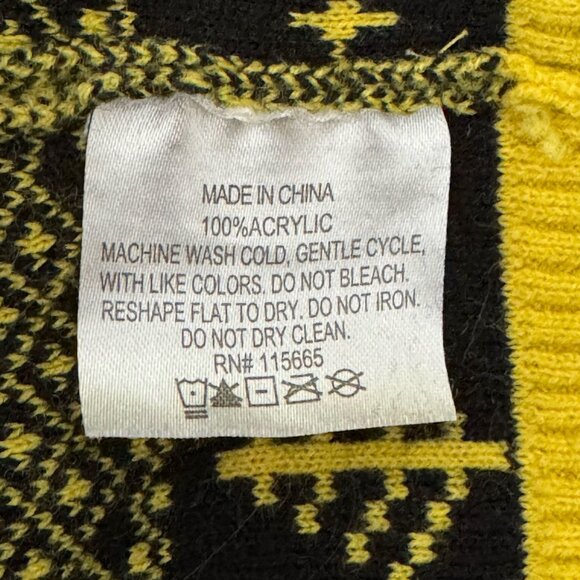 MADE IN CHINA
100%ACRYLIC
MACHINE WASH COLD, GENTLE CYCLE,
WITH LIKE COLORS. DO NOT BLEACH.
RESHAPE FLAT TO DRY. DO NOT IRON.
DO NOT DRY CLEAN.
RN# 115665